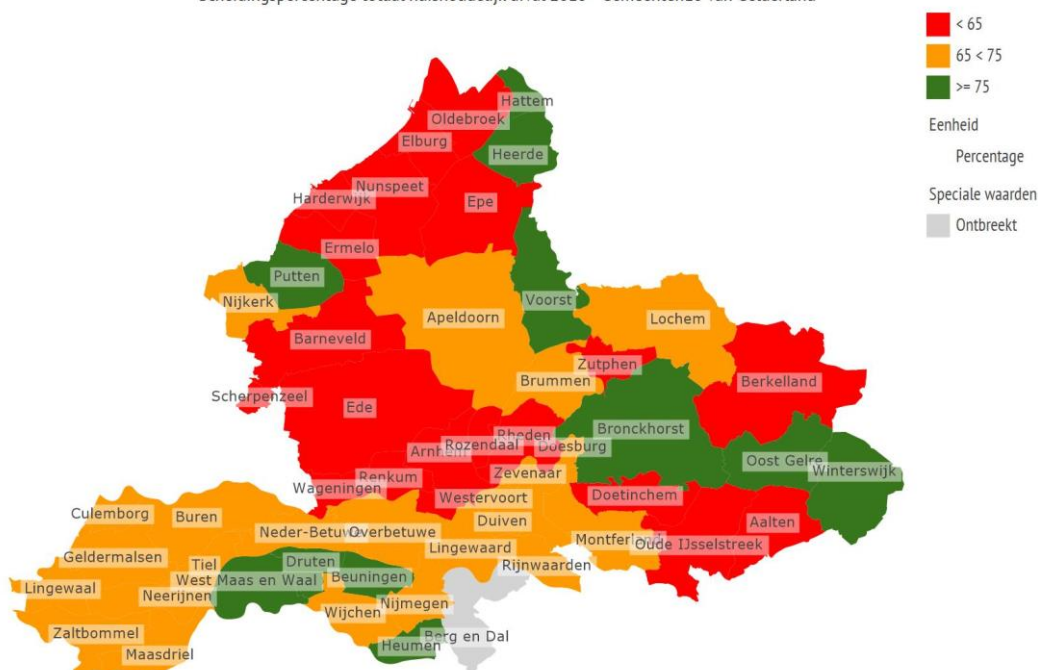 < 65
65 < 75
>= 75
Eenheid
Percentage
Speciale waarden
Ontbreekt
Hattem
Oldebroek
Elburg
Heerde
Nunspeet
Harderwijk
Epe
Ermelo
Putten
Nijkerk
Voorst
Apeldoorn
Lochem
Barneveld
Zutphen
Brummen
Berkelland
Scherpenzeel
Ede
Bronckhorst
Rheden
Rozendaal
Doesburg
Arnhem
Oost Gelre
Winterswijk
Zevenaar
Renkum
Wageningen
Westervoort
Doetinchem
Culemborg
Buren
Duiven
Aalten
Neder-Betuwe
Overbetuwe
Montferland
Oude IJsselstreek
Lingewaard
Geldermalsen
Tiel
Druten
Rijnwaarden
West Maas en Waal
Beuningen
Lingewaal
Neerijnen
Nijmegen
Wijchen
Zaltbommel
Berg en Dal
Heumen
Maasdriel